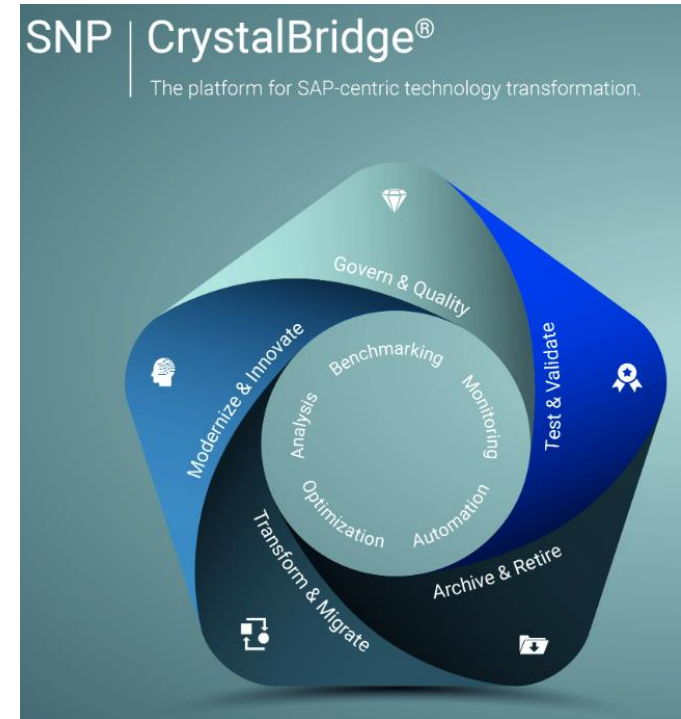 SNP | CrystalBridge®
The platform for SAP-centric technology transformation.
Govern & Quality
Test & Validate
Archive & Retire
Transform & Migrate
Modernize & Innovate
Benchmarking
Monitoring
Automation
Optimization
Analysis